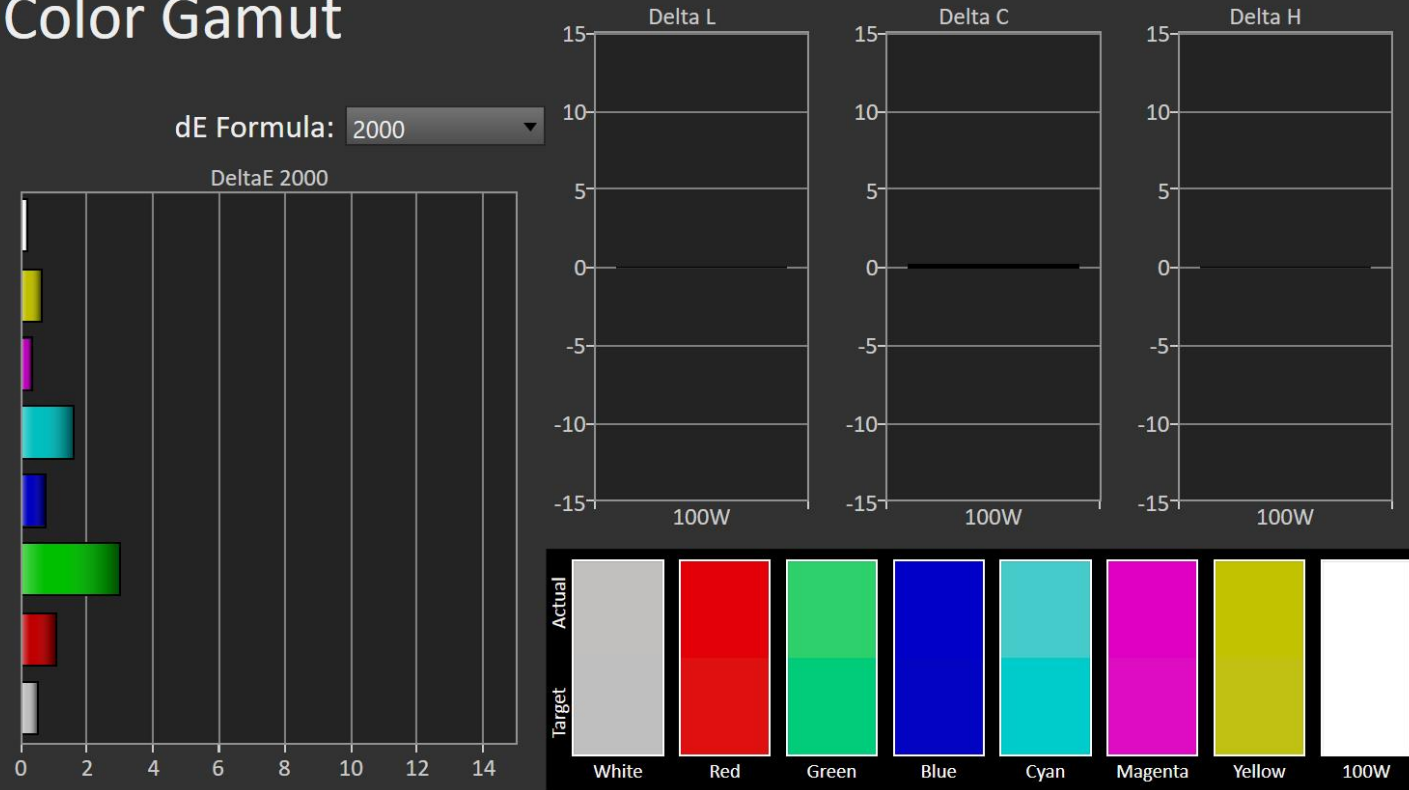 Color Gamut
dE Formula: 2000
DeltaE 2000
0 2 4 6 8 10 12 14
Delta L
15
10
5
0
-5
-10
-15
100W
Delta C
15
10
5
0
-5
-10
-15
100W
Delta H
15
10
5
0
-5
-10
-15
100W
Actual
Target
White Red Green Blue Cyan Magenta Yellow 100W